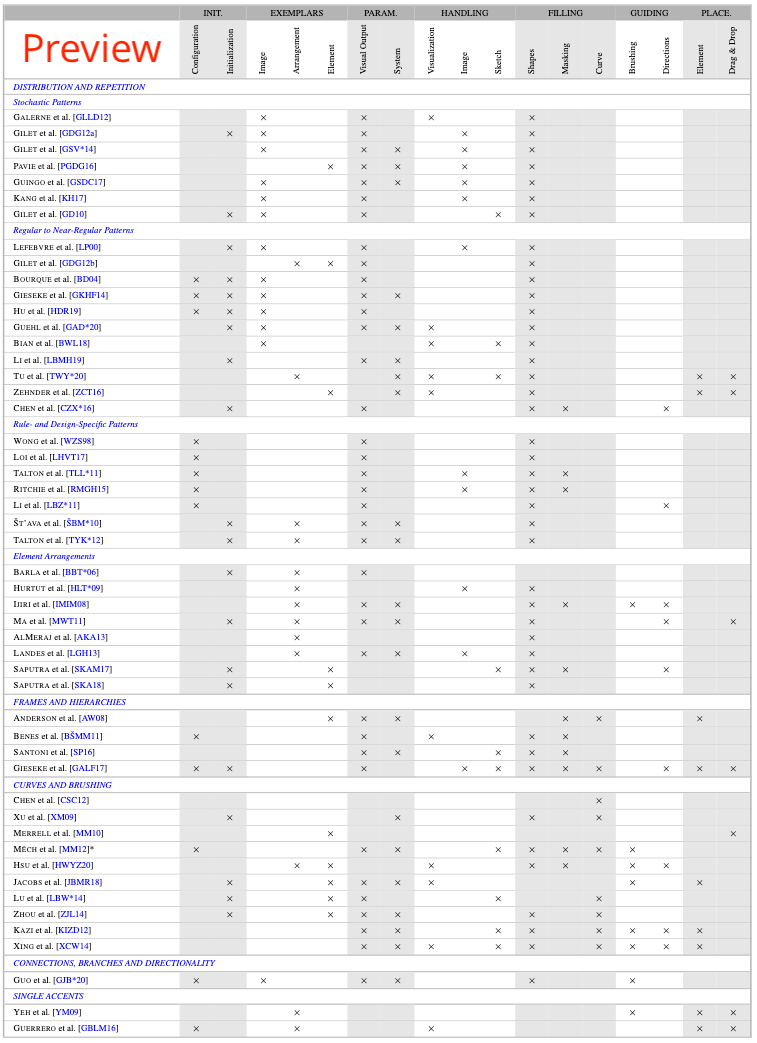 INIT. EXEMPLARS PARAM. HANDLING FILLING GUIDING PLACE.
Preview Configuration Initialization Image Arrangement Element Visual Output System Visualization Image Sketch Shapes Masking Curve Brushing Directions Element Drag & Drop
DISTRIBUTION AND REPETITION
Stochastic Patterns
GALERNE et al. [GLLD12] × × × ×
GILET et al. [GDG12a] × × × × ×
GILET et al. [GSV*14] × × × × ×
PAVIE et al. [PGDG16] × × × × ×
GUINGO et al. [GSDC17] × × × × ×
KANG et al. [KH17] × × × ×
GILET et al. [GD10] × × × × ×
Regular to Near-Regular Patterns
LEFEBVRE et al. [LP00] × × × × ×
GILET et al. [GDG12b] × × × ×
BOURQUE et al. [BD04] × × × × ×
GIESEKE et al. [GKHF14] × × × × × ×
HU et al. [HDR19] × × × × ×
GUEHL et al. [GAD*20] × × × × × ×
BIAN et al. [BWL18] × × × ×
LI et al. [LBMH19] × × × ×
TU et al. [TWY*20] × × × × × × ×
ZEHNDER et al. [ZCT16] × × × × × ×
CHEN et al. [CZX*16] × × × × ×
Rule- and Design-Specific Patterns
WONG et al. [WZS98] × × ×
LOI et al. [LHVT17] × × ×
TALTON et al. [TLL*11] × × × × ×
RITCHIE et al. [RMGH15] × × × × ×
LI et al. [LBZ*11] × × × ×
ŠT'AVA et al. [ŠBM*10] × × × × ×
TALTON et al. [TYK*12] × × × × ×
Element Arrangements
BARLA et al. [BBT*06] × × ×
HURTUT et al. [HLT*09] × × ×
IJIRI et al. [IMIM08] × × × × × × ×
MA et al. [MWT11] × × × × × × ×
ALMERAJ et al. [AKA13] × ×
LANDES et al. [LGH13] × × × × ×
SAPUTRA et al. [SKAM17] × × × × × ×
SAPUTRA et al. [SKA18] × × ×
FRAMES AND HIERARCHIES
ANDERSON et al. [AW08] × × × × × ×
BENES et al. [BŠMM11] × × × × ×
SANTONI et al. [SP16] × × × × ×
GIESEKE et al. [GALF17] × × × × × × × × × × ×
CURVES AND BRUSHING
CHEN et al. [CSC12] ×
XU et al. [XM09] × × × ×
MERRELL et al. [MM10] × ×
MĚCH et al. [MM12]* × × × × × × × ×
HSU et al. [HWYZ20] × × × × × × ×
JACOBS et al. [JBMR18] × × × × × × ×
LU et al. [LBW*14] × × × × ×
ZHOU et al. [ZJL14] × × × × × ×
KAZI et al. [KIZD12] × × × × × × × ×
XING et al. [XCW14] × × × × × × × × ×
CONNECTIONS, BRANCHES AND DIRECTIONALITY
GUO et al. [GJB*20] × × × × × ×
SINGLE ACCENTS
YEH et al. [YM09] × × × ×
GUERRERO et al. [GBLM16] × × × × ×